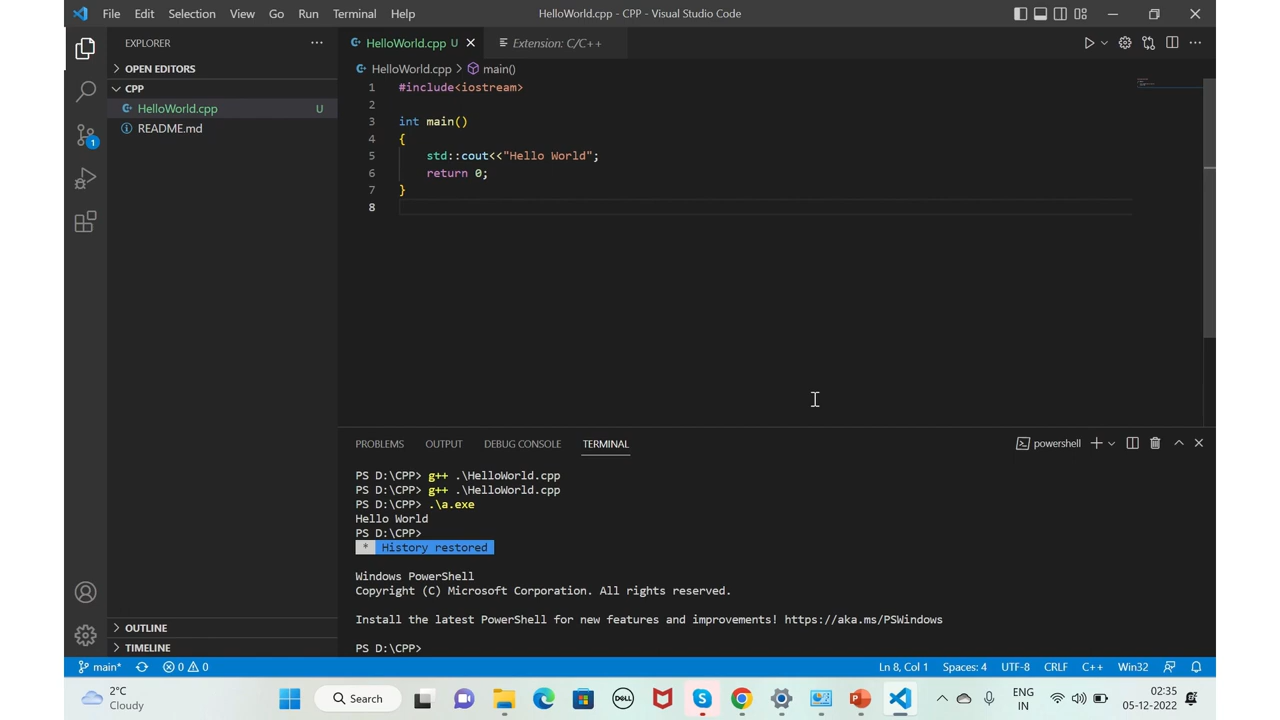 File Edit Selection View Go Run Terminal Help
HelloWorld.cpp - CPP - Visual Studio Code
EXPLORER
OPEN EDITORS
CPP
HelloWorld.cpp U
README.md
OUTLINE
TIMELINE
HelloWorld.cpp U
Extension: C/C++
HelloWorld.cpp > main()
1 #include<iostream>
2
3 int main()
4 {
5 std::cout<<"Hello World";
6 return 0;
7 }
8
PROBLEMS OUTPUT DEBUG CONSOLE TERMINAL
powershell
PS D:\CPP> g++ .\HelloWorld.cpp
PS D:\CPP> g++ .\HelloWorld.cpp
PS D:\CPP> .\a.exe
Hello World
PS D:\CPP>
* History restored
Windows PowerShell
Copyright (C) Microsoft Corporation. All rights reserved.
Install the latest PowerShell for new features and improvements! https://aka.ms/PSWindows
PS D:\CPP>
1
main* 0 0
Ln 8, Col 1 Spaces: 4 UTF-8 CRLF C++ Win32
2°C
Cloudy
Search
DELL
ENG
IN
02:35
05-12-2022